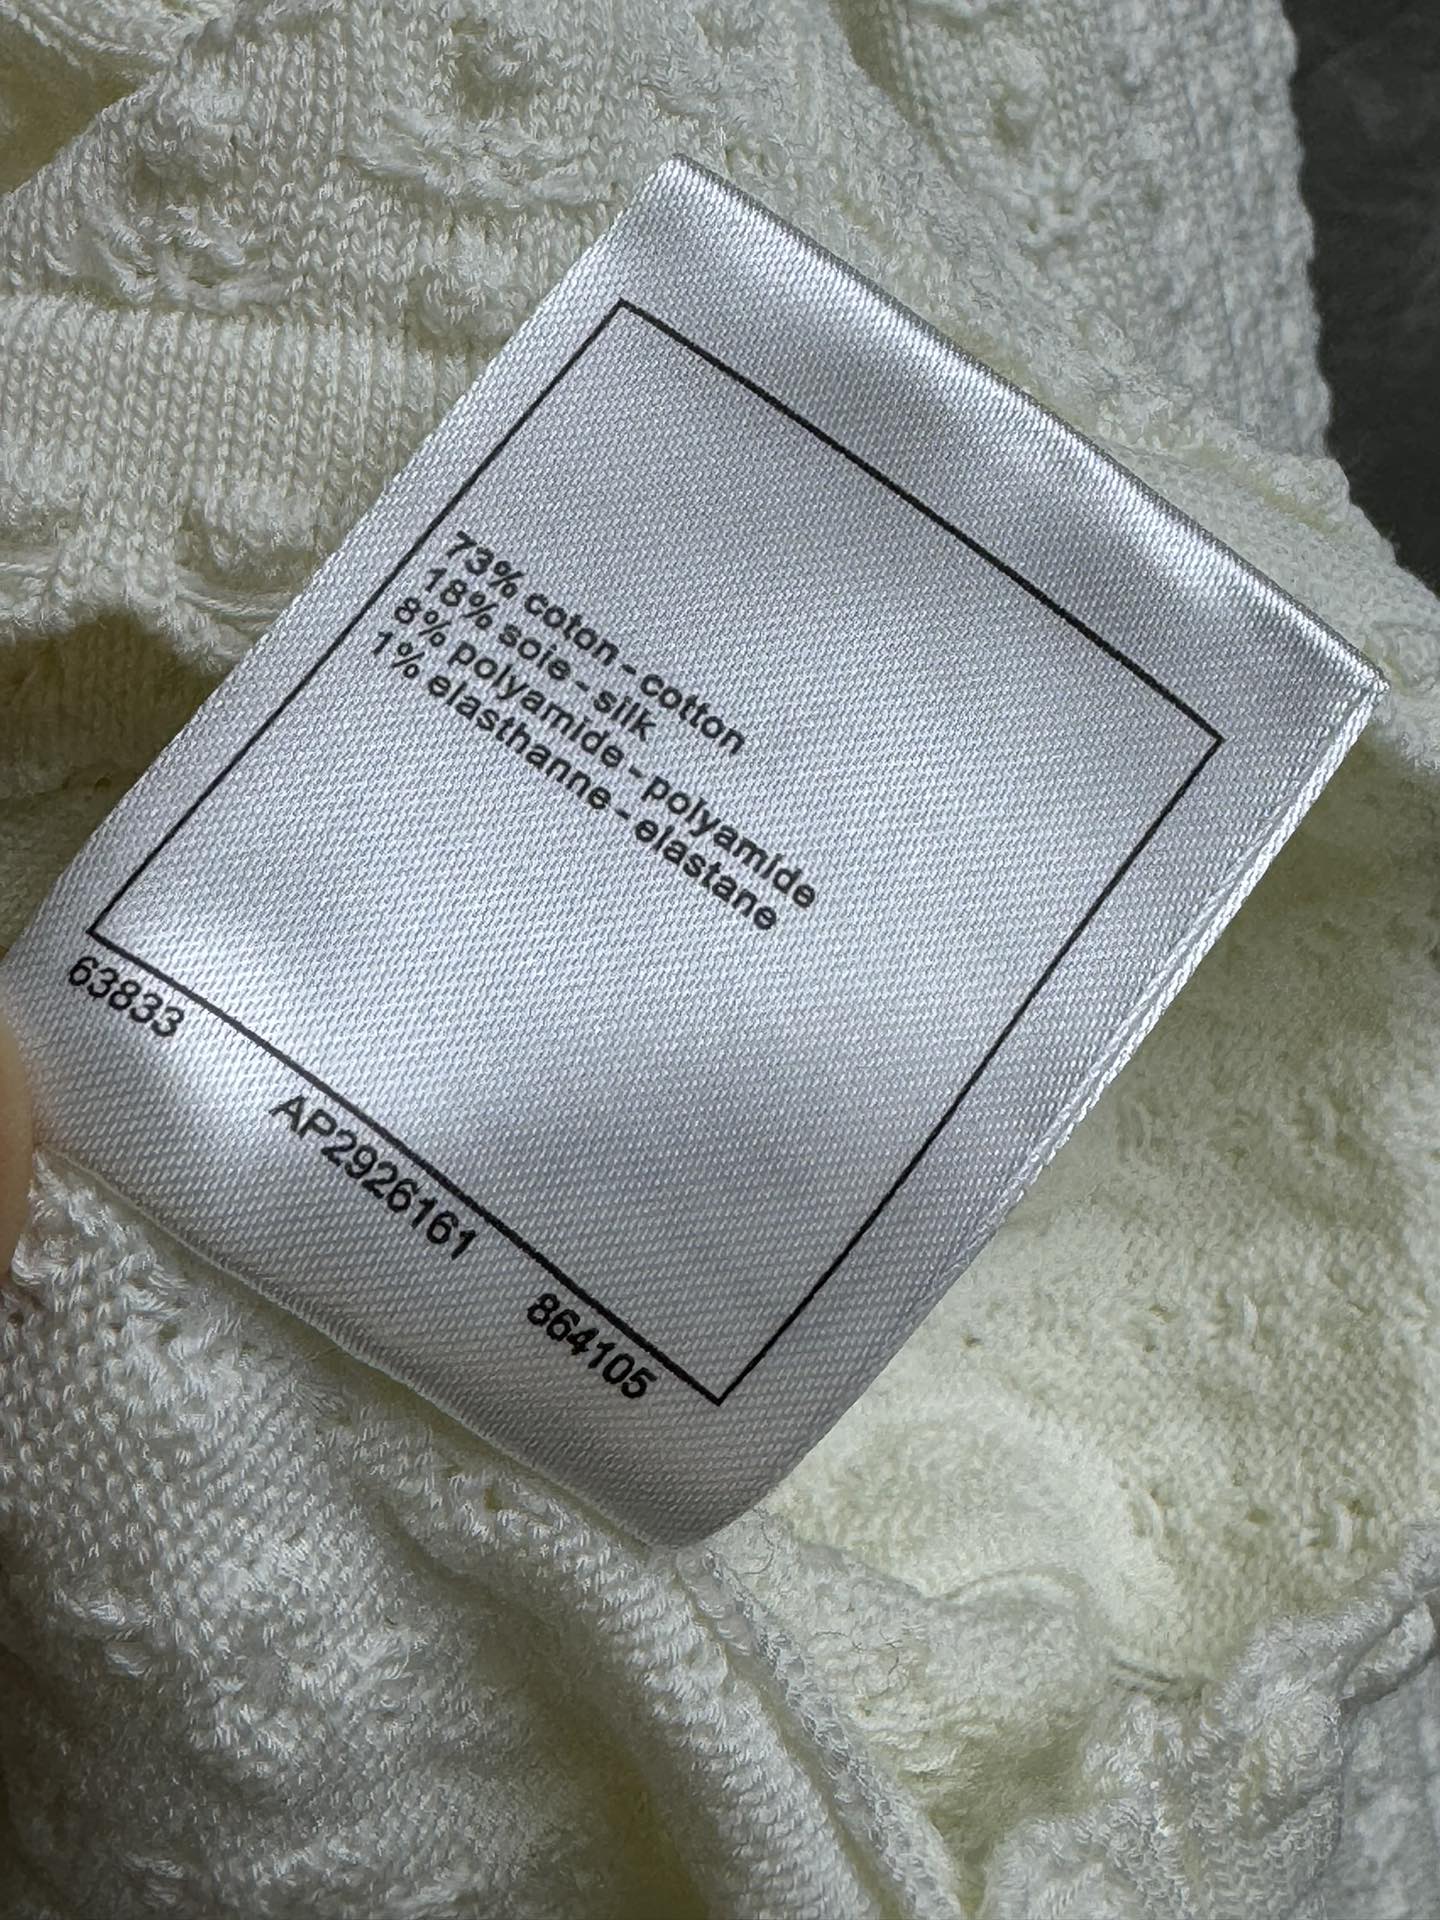 73% coton - cotton
18% soie - silk
8% polyamide - polyamide
1% elasthanne - elastane
63833
AP2926161
864105